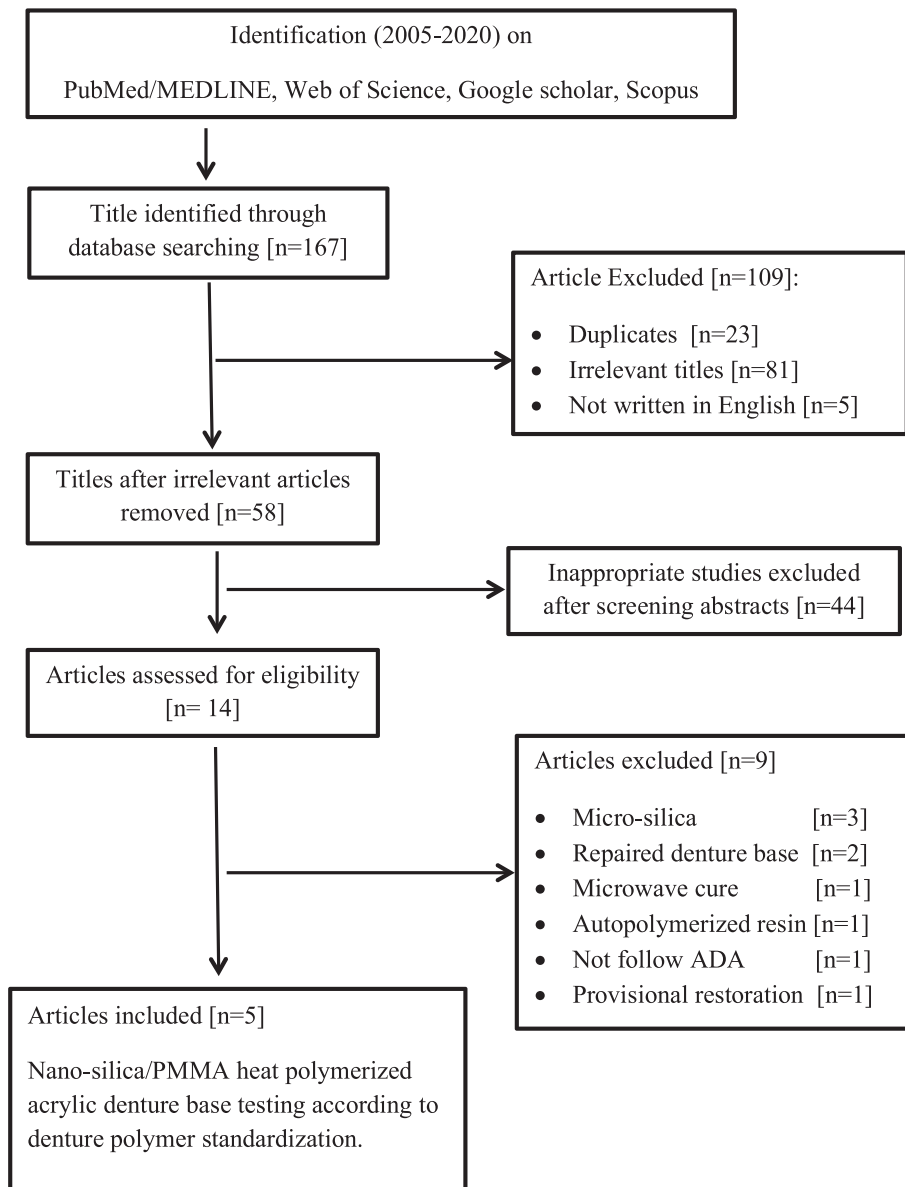 Identification (2005-2020) on
PubMed/MEDLINE, Web of Science, Google scholar, Scopus
Title identified through
database searching [n=167]
Article Excluded [n=109]:
• Duplicates [n=23]
• Irrelevant titles [n=81]
• Not written in English [n=5]
Titles after irrelevant articles
removed [n=58]
Inappropriate studies excluded
after screening abstracts [n=44]
Articles assessed for eligibility
[n= 14]
Articles excluded [n=9]
• Micro-silica [n=3]
• Repaired denture base [n=2]
• Microwave cure [n=1]
• Autopolymerized resin [n=1]
• Not follow ADA [n=1]
• Provisional restoration [n=1]
Articles included [n=5]
Nano-silica/PMMA heat polymerized
acrylic denture base testing according to
denture polymer standardization.